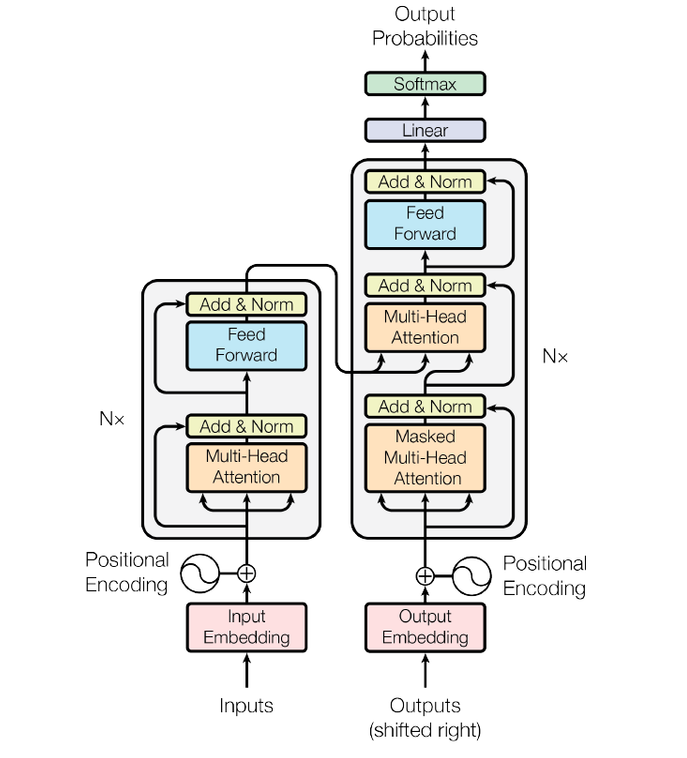 Output
Probabilities
Softmax
Linear
Add & Norm
Feed
Forward
Add & Norm
Multi-Head
Attention
Add & Norm
Masked
Multi-Head
Attention
N×
Add & Norm
Feed
Forward
Add & Norm
Multi-Head
Attention
N×
Positional
Encoding
Positional
Encoding
Input
Embedding
Output
Embedding
Inputs
Outputs
(shifted right)